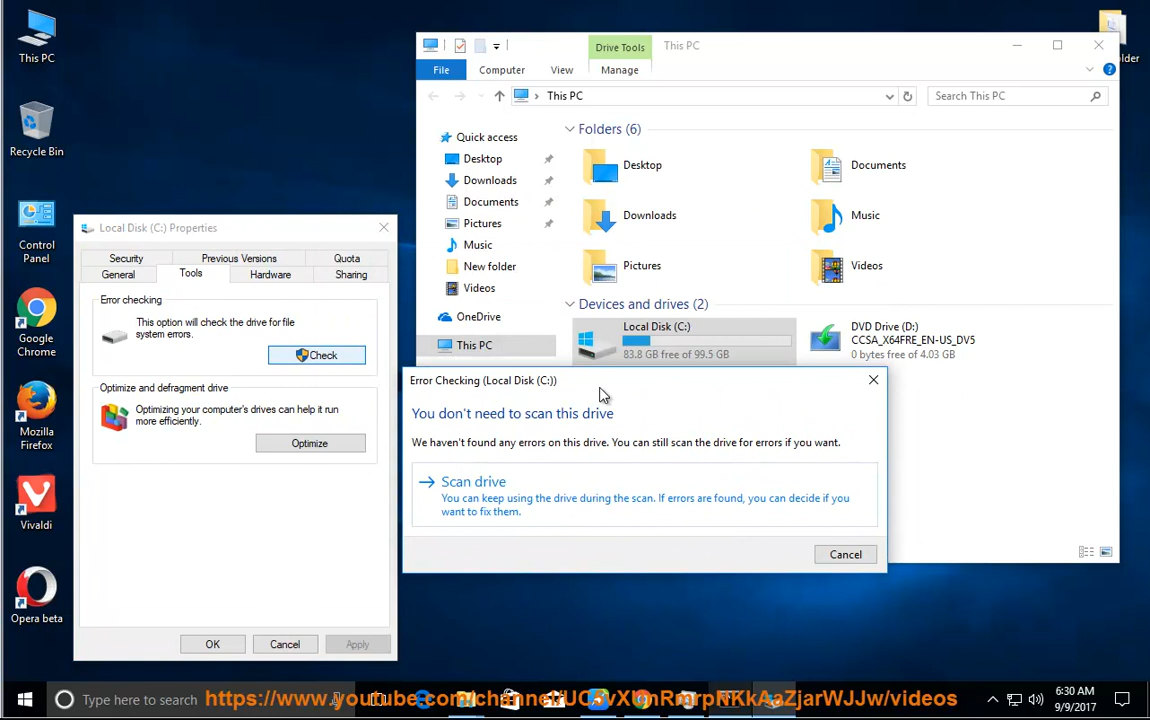 This PC
Recycle Bin
Control
Panel
Google
Chrome
Mozilla
Firefox
Vivaldi
Opera beta
Drive Tools
This PC
File
Computer
View
Manage
This PC
Search This PC
Quick access
Desktop
Downloads
Documents
Pictures
Music
New folder
Videos
OneDrive
This PC
Folders (6)
Desktop
Documents
Downloads
Music
Pictures
Videos
Devices and drives (2)
Local Disk (C:)
83.8 GB free of 99.5 GB
DVD Drive (D:)
CCSA_X64FRE_EN-US_DV5
0 bytes free of 4.03 GB
Local Disk (C:) Properties
Security
Previous Versions
Quota
General
Tools
Hardware
Sharing
Error checking
This option will check the drive for file
system errors.
Check
Optimize and defragment drive
Optimizing your computer's drives can help it run
more efficiently.
Optimize
OK
Cancel
Apply
Error Checking (Local Disk (C:))
You don't need to scan this drive
We haven't found any errors on this drive. You can still scan the drive for errors if you want.
Scan drive
You can keep using the drive during the scan. If errors are found, you can decide if you
want to fix them.
Cancel
Type here to search
6:30 AM
9/9/2017